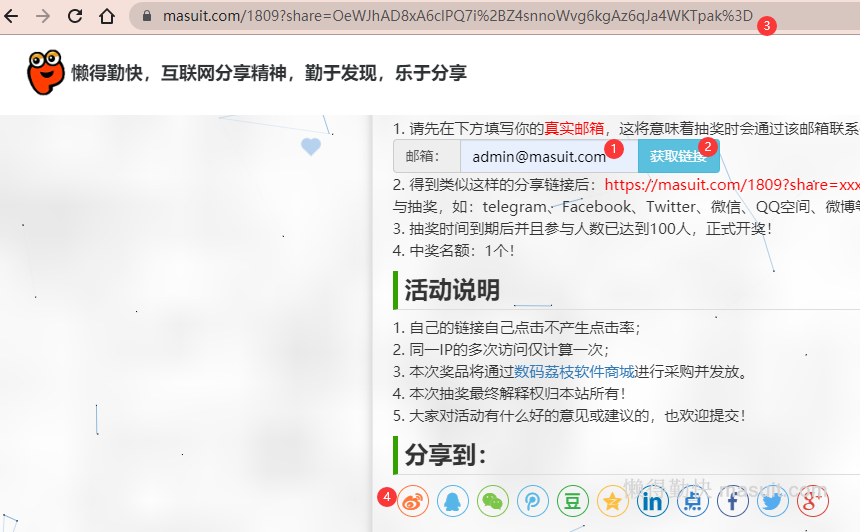 masuit.com/1809?share=OeWJhAD8xA6clPQ7i%2BZ4snnoWvg6kgAz6qJa4WKTpak%3D
3
懒得勤快，互联网分享精神，勤于发现，乐于分享
1. 请先在下方填写你的真实邮箱，这将意味着抽奖时会通过该邮箱联系
邮箱： admin@masuit.com 1 获取链接 2
2. 得到类似这样的分享链接后：https://masuit.com/1809?share=xxx
与抽奖，如：telegram、Facebook、Twitter、微信、QQ空间、微博等
3. 抽奖时间到期后并且参与人数已达到100人，正式开奖！
4. 中奖名额：1个！
活动说明
1. 自己的链接自己点击不产生点击率；
2. 同一IP的多次访问仅计算一次；
3. 本次奖品将通过数码荔枝软件商城进行采购并发放。
4. 本次抽奖最终解释权归本站所有！
5. 大家对活动有什么好的意见或建议的，也欢迎提交！
分享到：
懒得勤快 masuit.com
4 豆 in 点 f g+